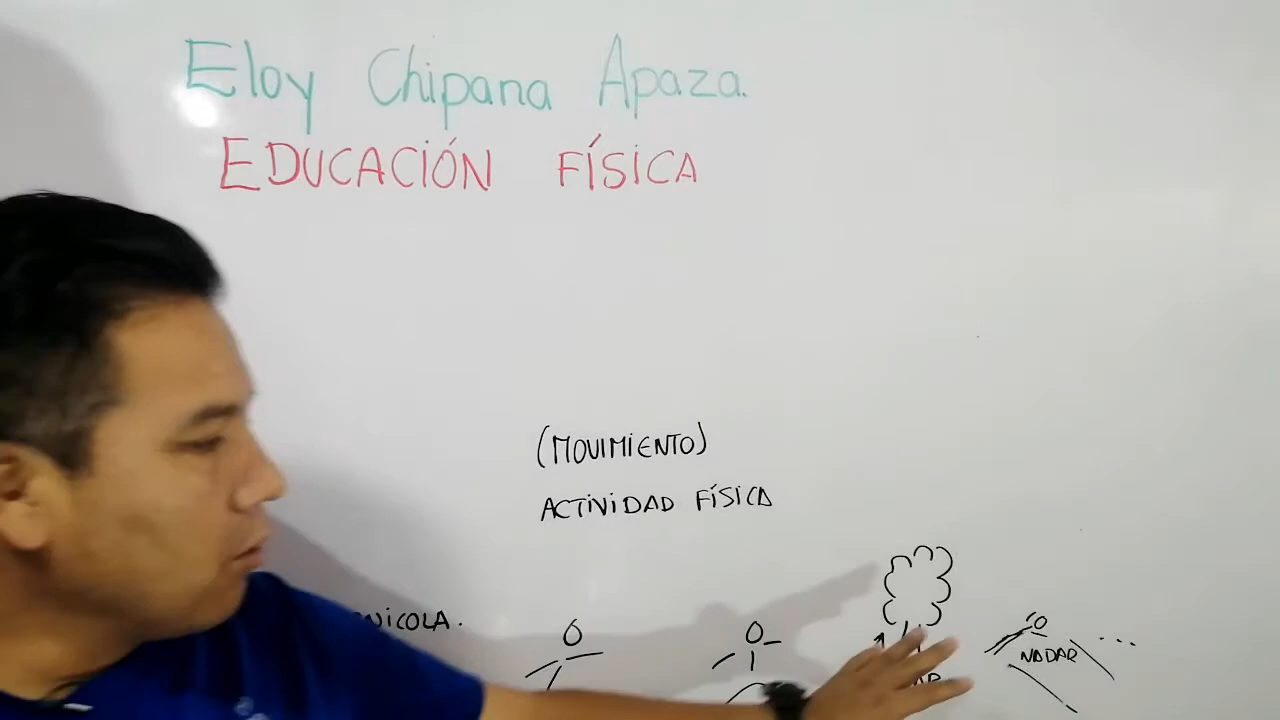 Eloy Chipana Apaza.
EDUCACIÓN FÍSICA
(MOVIMIENTO)
ACTIVIDAD FÍSICA
NADAR ...